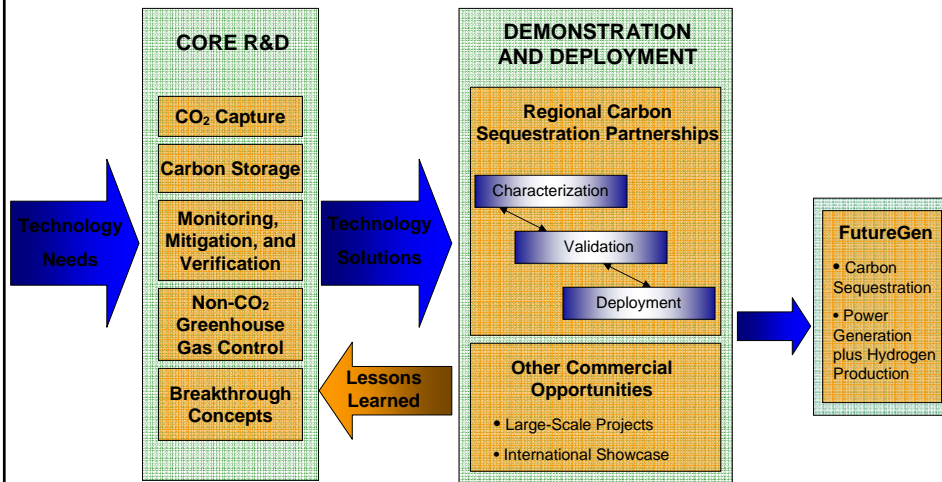 Technology
Needs
CORE R&D
CO₂ Capture
Carbon Storage
Monitoring,
Mitigation, and
Verification
Non-CO₂
Greenhouse
Gas Control
Breakthrough
Concepts
Technology
Solutions
Lessons
Learned
DEMONSTRATION
AND DEPLOYMENT
Regional Carbon
Sequestration Partnerships
Characterization
Validation
Deployment
Other Commercial
Opportunities
• Large-Scale Projects
• International Showcase
FutureGen
• Carbon
Sequestration
• Power
Generation
plus Hydrogen
Production